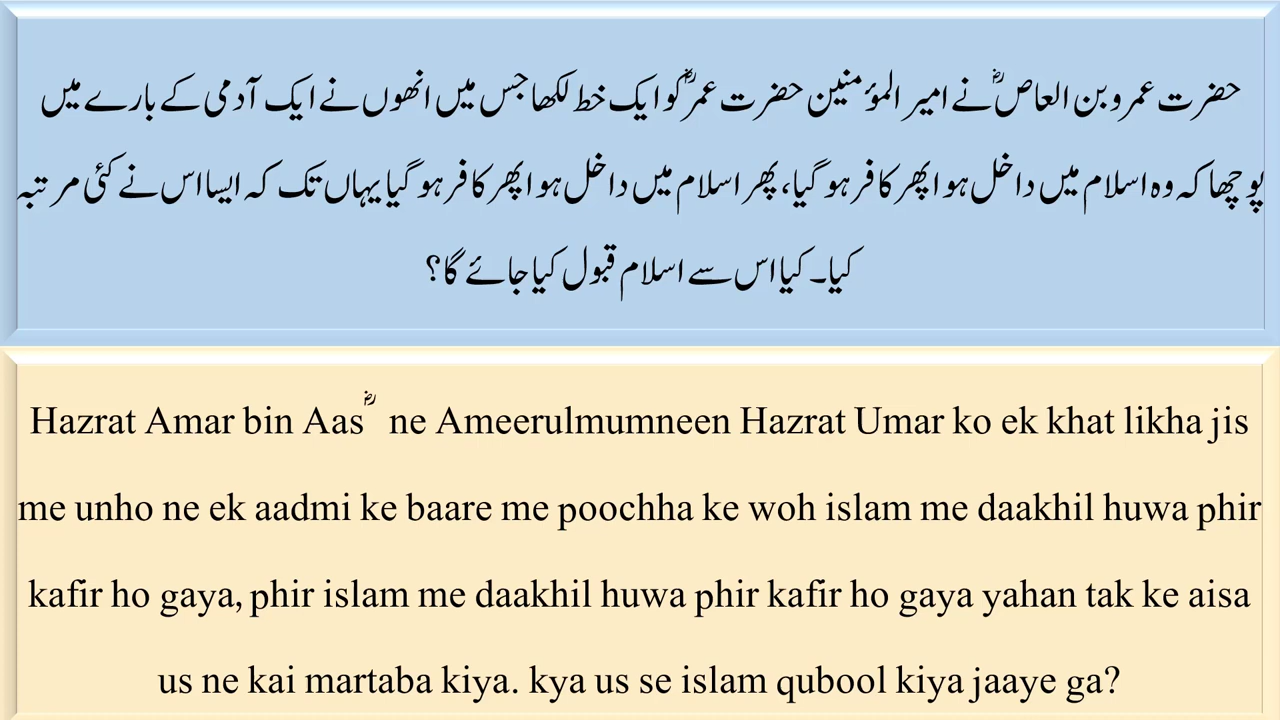 حضرت عمرو بن العاصؓ نے امیر المؤمنین حضرت عمرؓ کو ایک خط لکھا جس میں انھوں نے ایک آدمی کے بارے میں
پوچھا کہ وہ اسلام میں داخل ہوا پھر کافر ہو گیا، پھر اسلام میں داخل ہوا پھر کافر ہو گیا یہاں تک کہ ایسا اس نے کئی مرتبہ
کیا۔ کیا اس سے اسلام قبول کیا جائے گا؟
Hazrat Amar bin Aasؓ ne Ameerulmumneen Hazrat Umar ko ek khat likha jis
me unho ne ek aadmi ke baare me poochha ke woh islam me daakhil huwa phir
kafir ho gaya, phir islam me daakhil huwa phir kafir ho gaya yahan tak ke aisa
us ne kai martaba kiya. kya us se islam qubool kiya jaaye ga?